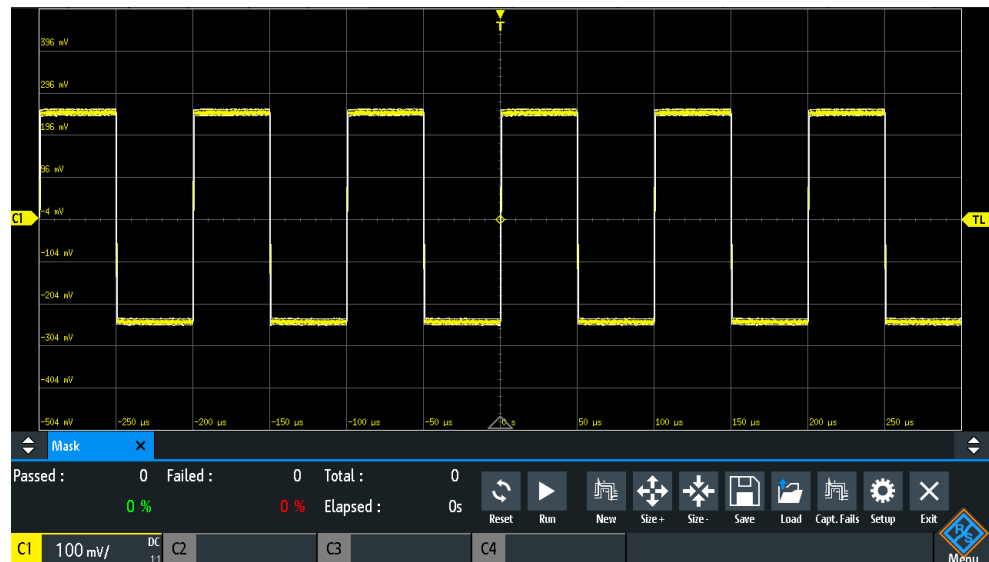 T
396 mV
296 mV
196 mV
96 mV
C1
-4 mV
TL
-104 mV
-204 mV
-304 mV
-404 mV
-504 mV -250 µs -200 µs -150 µs -100 µs -50 µs 0 s 50 µs 100 µs 150 µs 200 µs 250 µs
Mask
Passed : 0 Failed : 0 Total : 0
0 % 0 % Elapsed : 0s
Reset Run New Size + Size - Save Load Capt. Fails Setup Exit
R S
C1 100 mV/ DC 1:1 C2 C3 C4 Menu